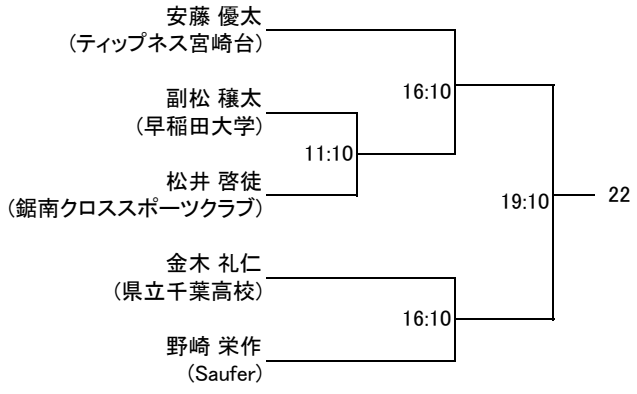 安藤 優太
(ティップネス宮崎台)
16:10
副松 穣太
(早稲田大学)
11:10
松井 啓徒
(鋸南クロススポーツクラブ)
19:10
22
金木 礼仁
(県立千葉高校)
16:10
野崎 栄作
(Saufer)